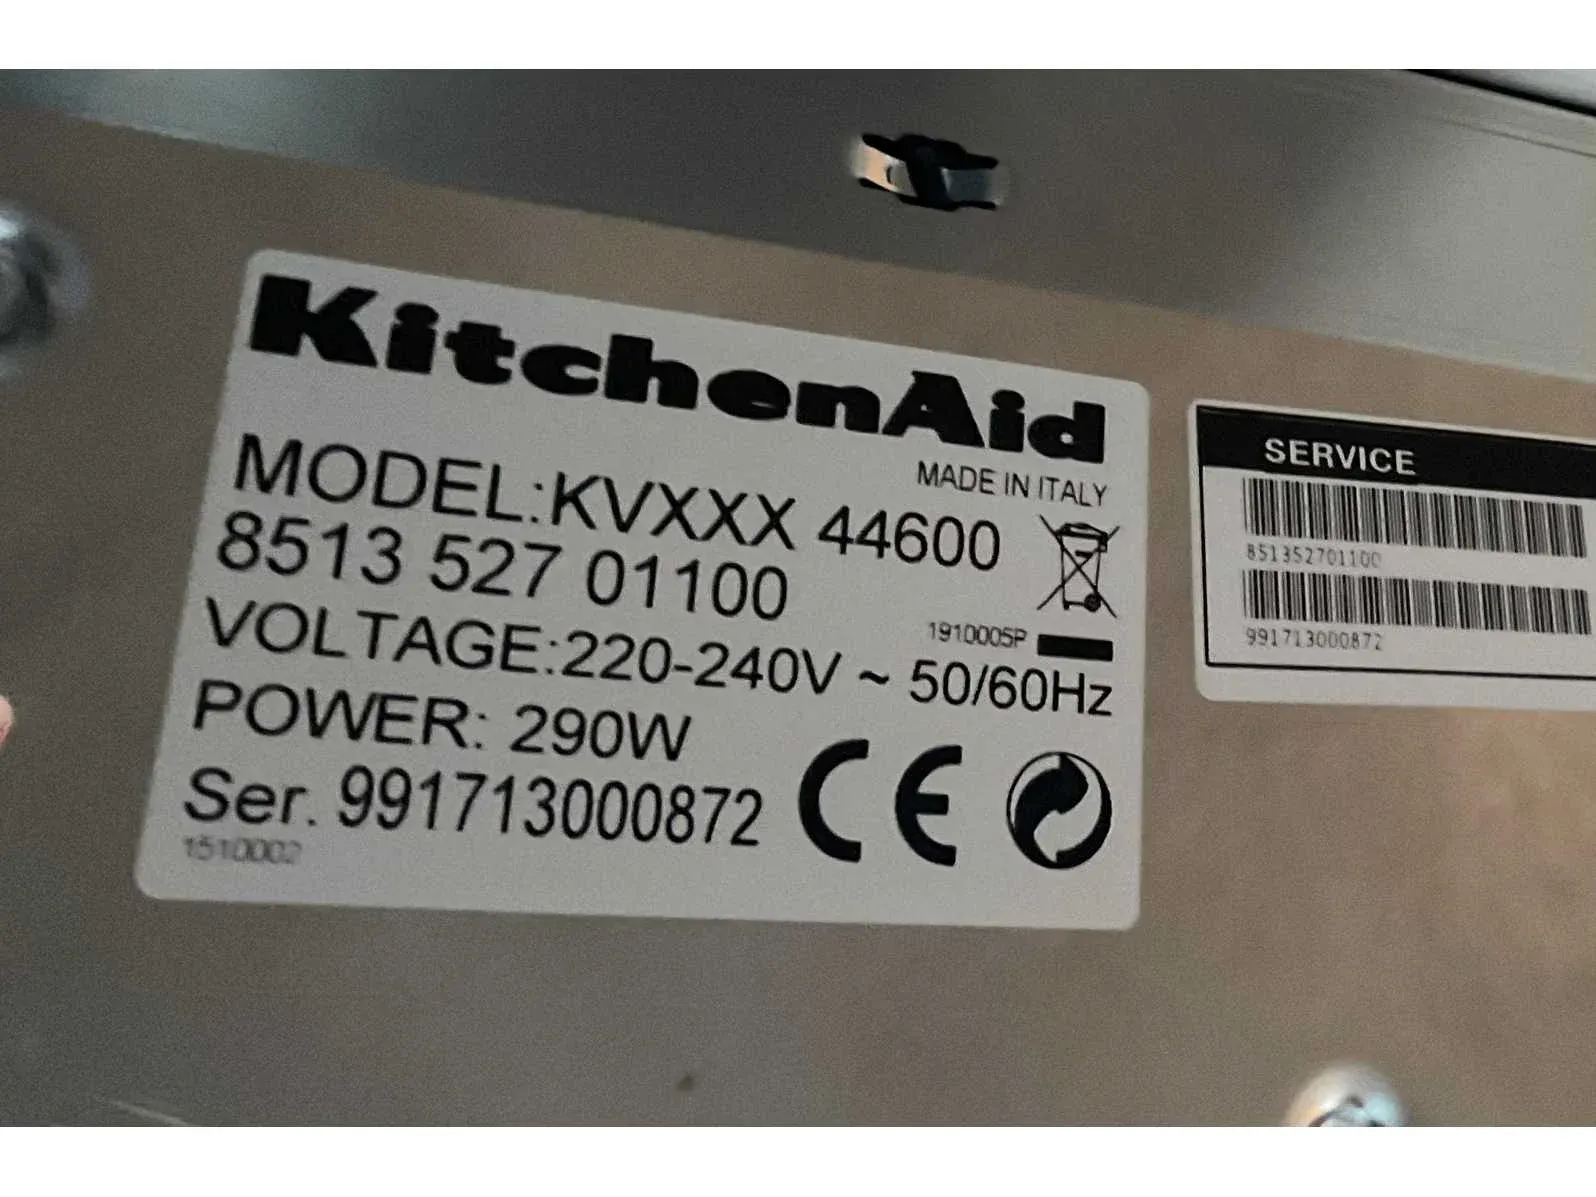 KitchenAid
MADE IN ITALY
MODEL:KVXXX 44600
8513 527 01100
1910005P
VOLTAGE:220-240V ~ 50/60Hz
POWER: 290W
Ser. 991713000872
CE
1510002
SERVICE
851352701100
991713000872